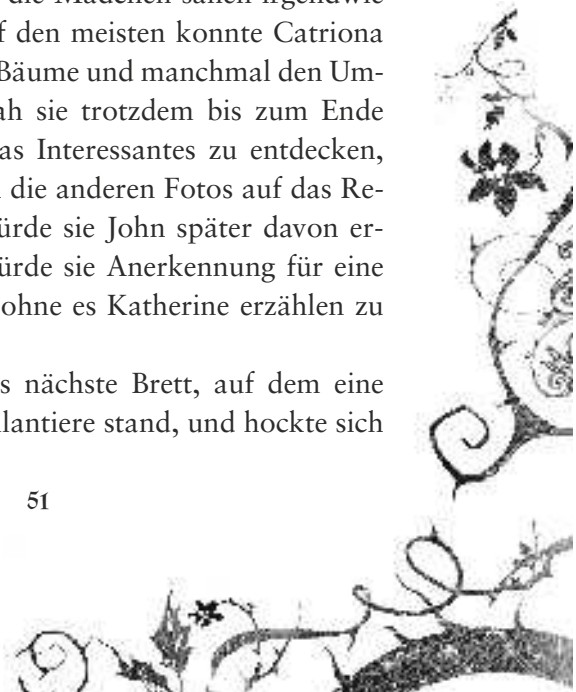 die Mädchen sahen irgendwie
f den meisten konnte Catriona
Bäume und manchmal den Um-
ah sie trotzdem bis zum Ende
as Interessantes zu entdecken,
die anderen Fotos auf das Re-
ürde sie John später davon er-
ürde sie Anerkennung für eine
ohne es Katherine erzählen zu
s nächste Brett, auf dem eine
llantiere stand, und hockte sich
51